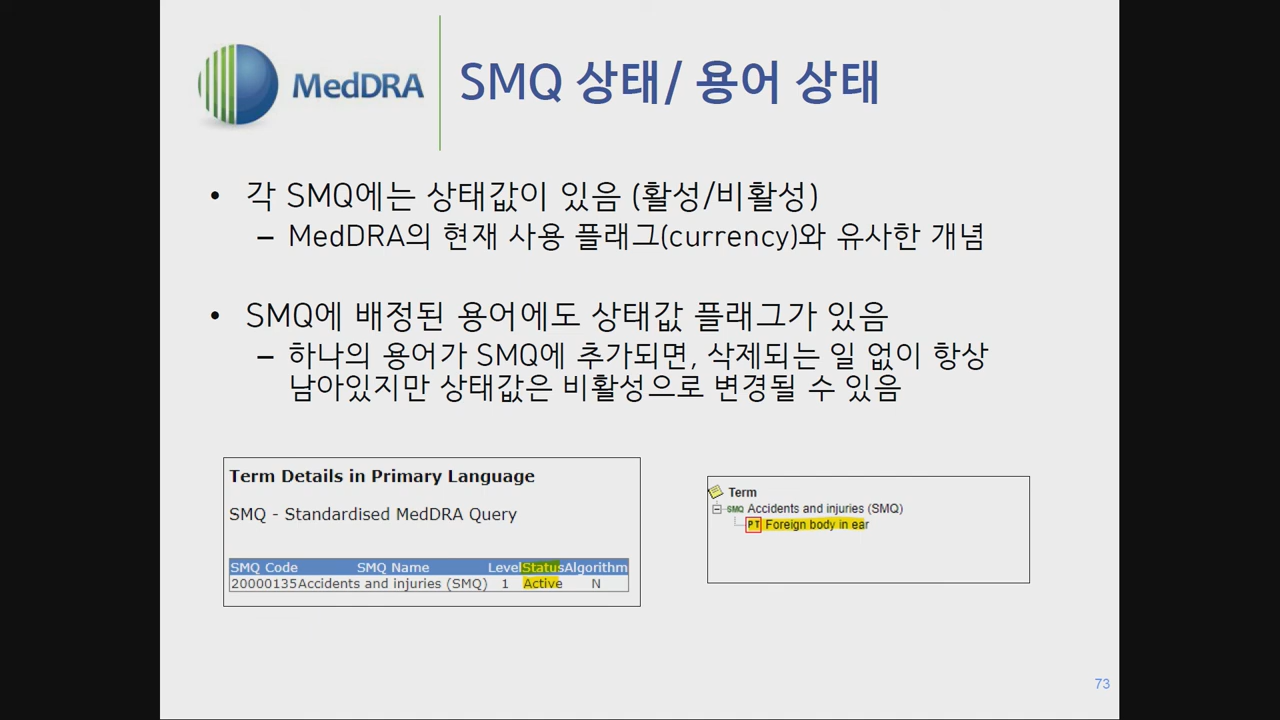 MedDRA
SMQ 상태/ 용어 상태
• 각 SMQ에는 상태값이 있음 (활성/비활성)
– MedDRA의 현재 사용 플래그(currency)와 유사한 개념
• SMQ에 배정된 용어에도 상태값 플래그가 있음
– 하나의 용어가 SMQ에 추가되면, 삭제되는 일 없이 항상
남아있지만 상태값은 비활성으로 변경될 수 있음
Term Details in Primary Language
SMQ - Standardised MedDRA Query
SMQ Code SMQ Name Level Status Algorithm
20000135 Accidents and injuries (SMQ) 1 Active N
Term
SMQ Accidents and injuries (SMQ)
PT Foreign body in ear
73